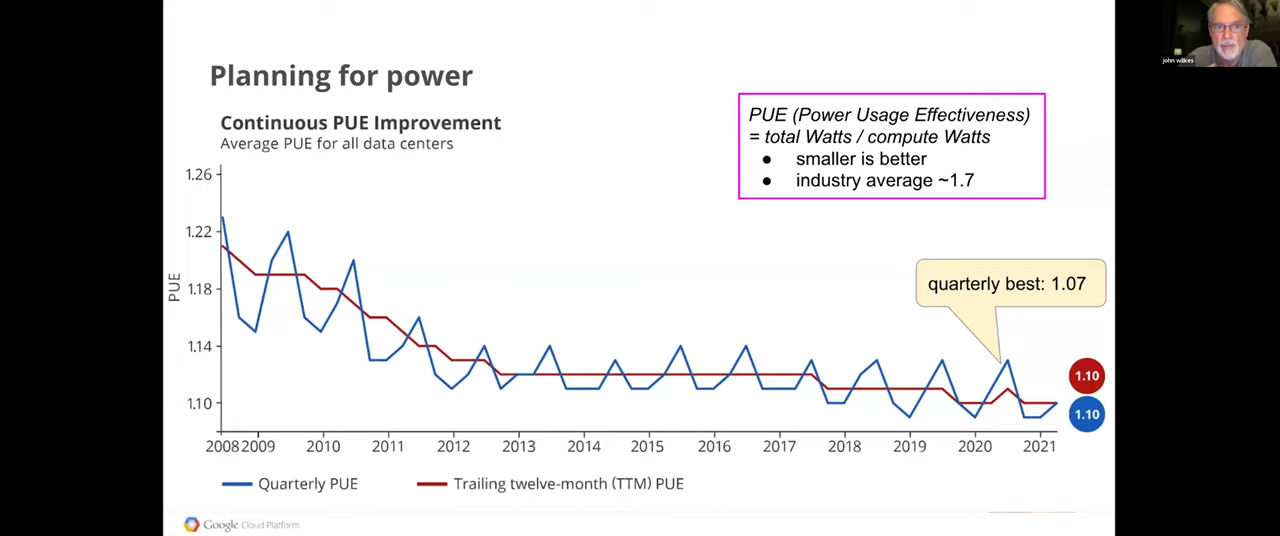 john wilkes
Planning for power
Continuous PUE Improvement
Average PUE for all data centers
PUE (Power Usage Effectiveness)
= total Watts / compute Watts
● smaller is better
● industry average ~1.7
1.26
1.22
1.18
1.14
1.10
PUE
quarterly best: 1.07
1.10
1.10
2008 2009 2010 2011 2012 2013 2014 2015 2016 2017 2018 2019 2020 2021
Quarterly PUE
Trailing twelve-month (TTM) PUE
Google Cloud Platform